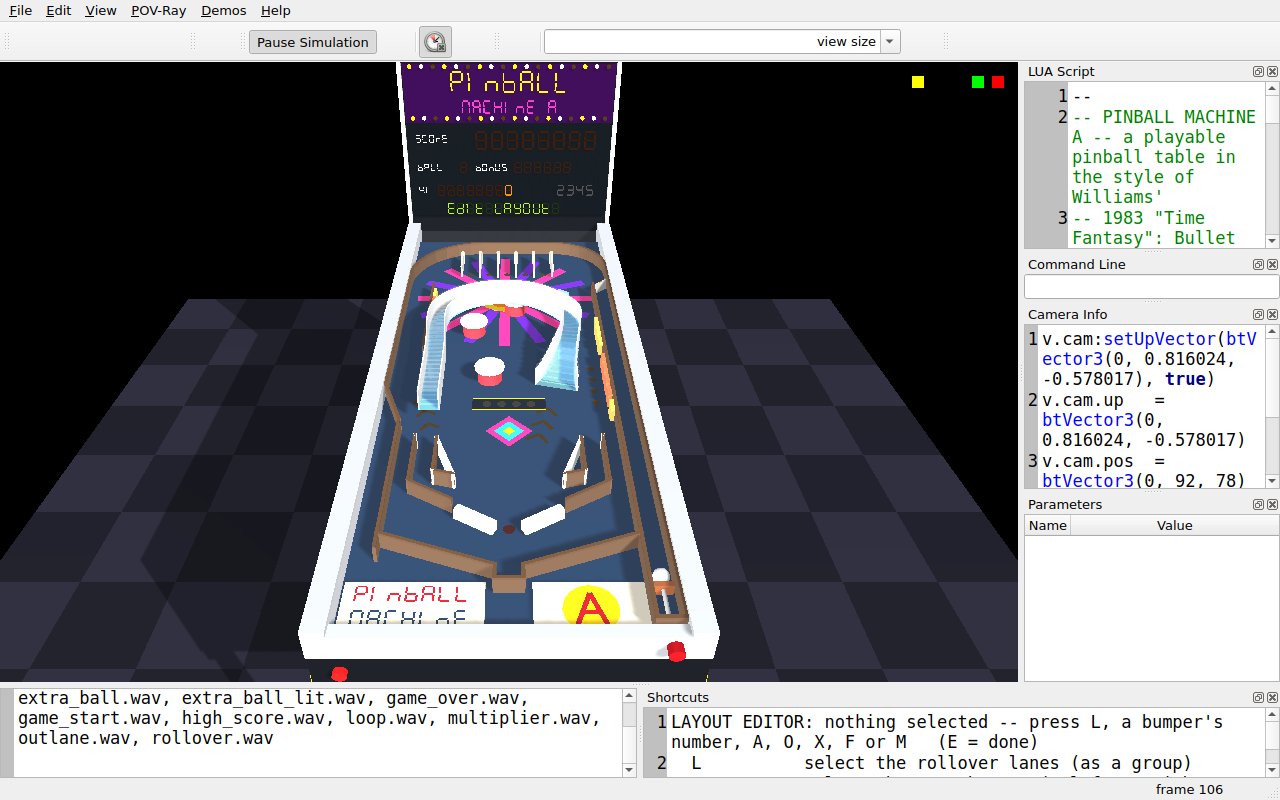 File Edit View POV-Ray Demos Help
Pause Simulation
view size
PinbALL
MACHinE A
SCOrE
bALL
bOnUS
0
2345
Edit LAYOUt
PinbALL
MACHinE
A
LUA Script
1 --
2 -- PINBALL MACHINE
A -- a playable
pinball table in
the style of
Williams'
3 -- 1983 "Time
Fantasy": Bullet
Command Line
Camera Info
1 v.cam:setUpVector(btV
ector3(0, 0.816024,
-0.578017), true)
2 v.cam.up   =
btVector3(0,
0.816024, -0.578017)
3 v.cam.pos  =
btVector3(0, 92, 78)
Parameters
Name Value
extra_ball.wav, extra_ball_lit.wav, game_over.wav,
game_start.wav, high_score.wav, loop.wav, multiplier.wav,
outlane.wav, rollover.wav
Shortcuts
1 LAYOUT EDITOR: nothing selected -- press L, a bumper's
number, A, O, X, F or M   (E = done)
2   L          select the rollover lanes (as a group)
frame 106